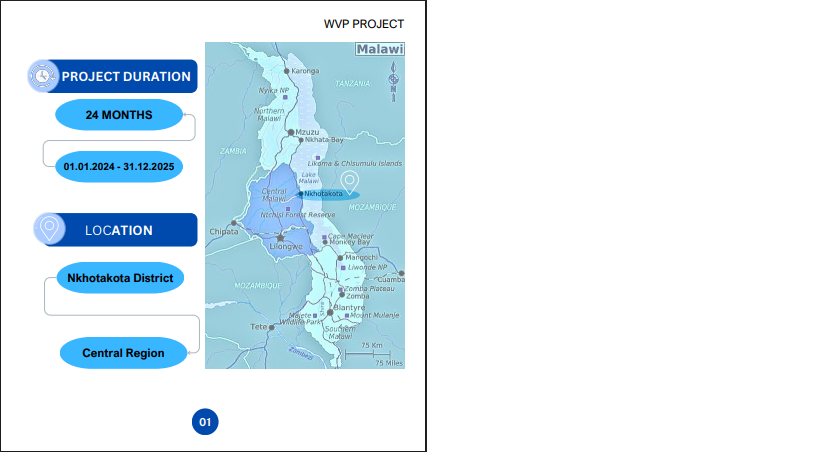 WVP PROJECT
PROJECT DURATION
24 MONTHS
01.01.2024 - 31.12.2025
LOCATION
Nkhotakota District
Central Region
Malawi
Karonga
TANZANIA
Nyika NP
Northern
Malawi
Mzuzu
Nkhata Bay
ZAMBIA
Likoma & Chisumulu Islands
Lake
Malawi
Central
Malawi
Nkhotakota
MOZAMBIQUE
Ntchisi Forest Reserve
Chipata
Lilongwe
Cape Maclear
Monkey Bay
Mangochi
Liwonde NP
Cuamba
MOZAMBIQUE
Zomba Plateau
Zomba
Blantyre
Majete
Wildlife Park
Mount Mulanje
Tete
Southern
Malawi
Zambezi
75 Km
75 Miles
01